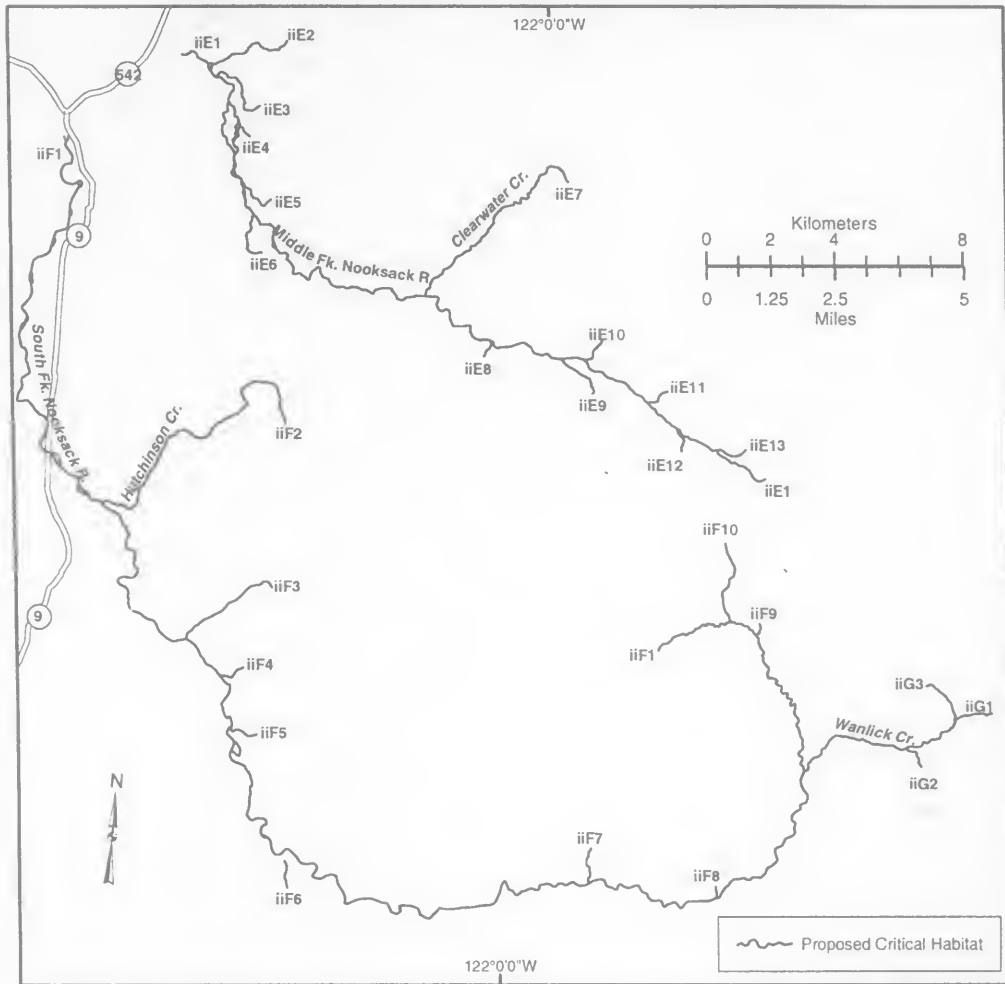 122°0'0"W
iiE1
iiE2
542
iiE3
iiF1
iiE4
iiE7
Clearwater Cr.
iiE5
Kilometers
0 2 4 8
9
Middle Fk. Nooksack R
iiE6
0 1.25 2.5 5
Miles
South Fk. Nooksack R.
iiE10
iiE8
iiE9
iiE11
Hutchinson Cr.
iiF2
iiE13
iiE12
iiE1
iiF10
iiF3
9
iiF9
iiF1
iiF4
iiG3
iiG1
iiF5
Wanlick Cr.
iiG2
N
iiF7
iiF8
iiF6
Proposed Critical Habitat
122°0'0"W